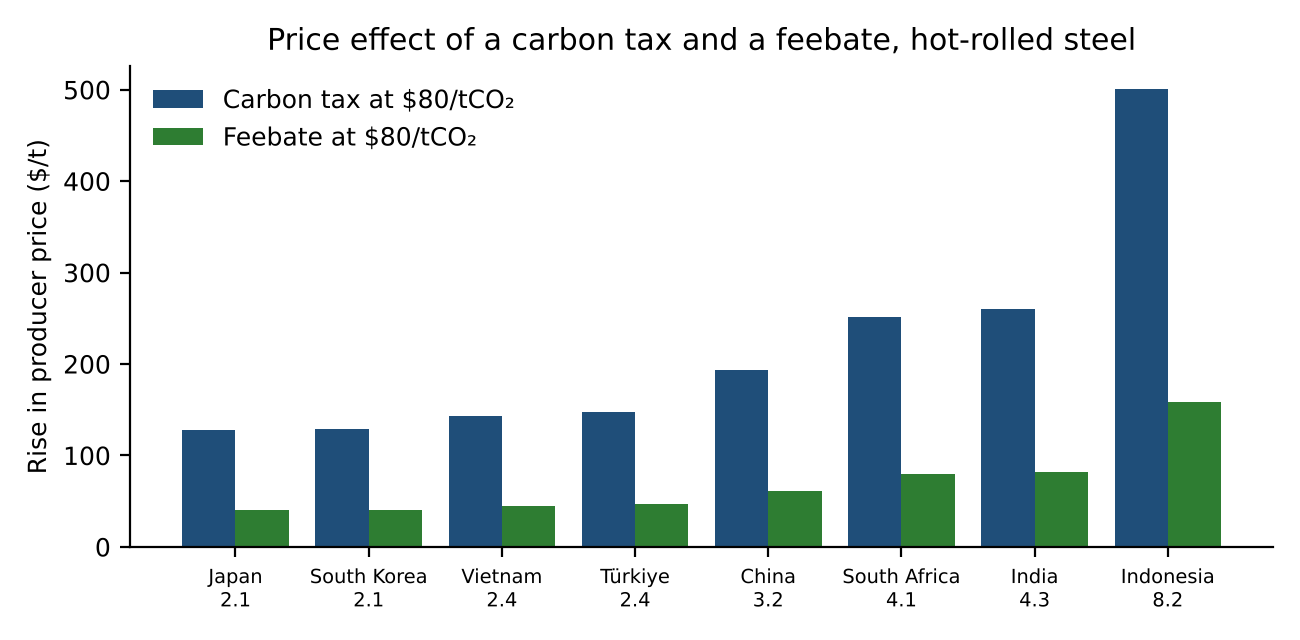 Price effect of a carbon tax and a feebate, hot-rolled steel
Carbon tax at $80/tCO₂
Feebate at $80/tCO₂
Rise in producer price ($/t)
500
400
300
200
100
0
Japan South Korea Vietnam Türkiye China South Africa India Indonesia
2.1 2.1 2.4 2.4 3.2 4.1 4.3 8.2